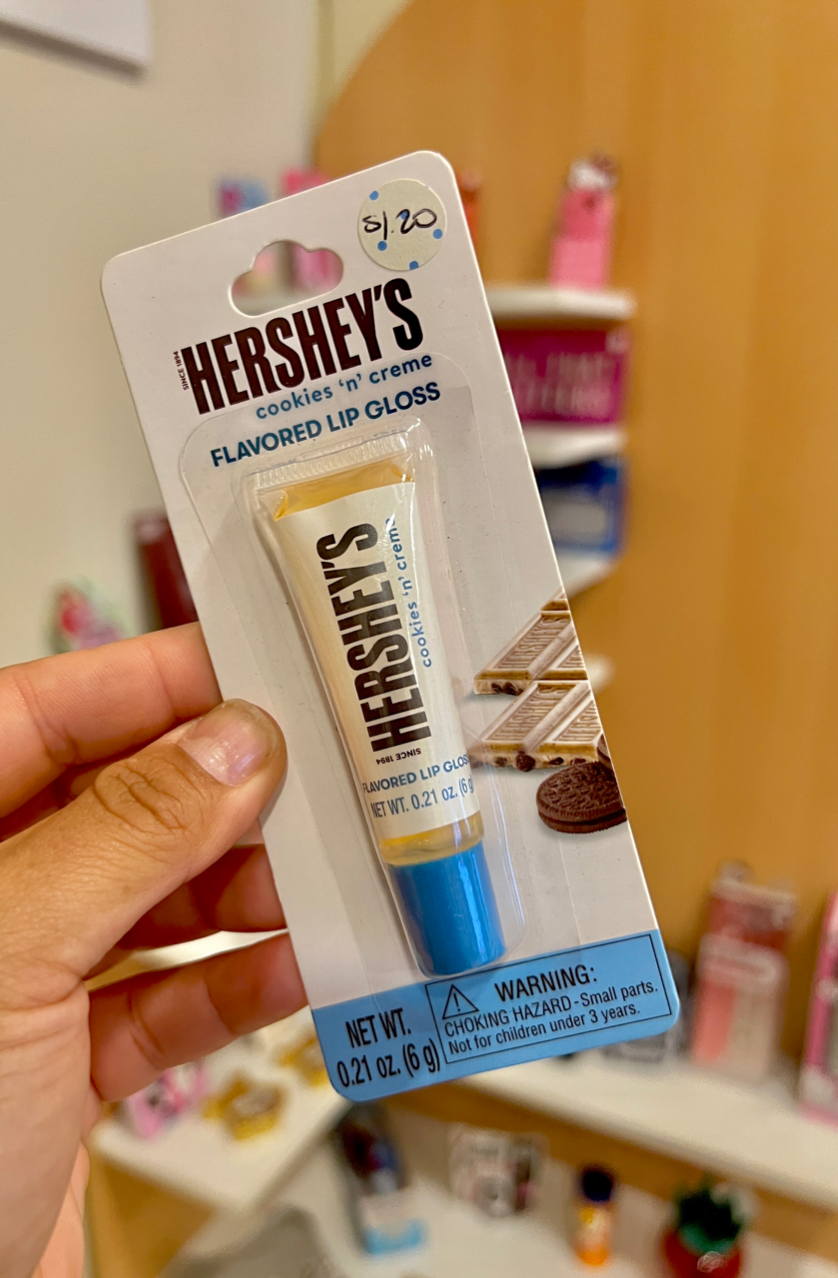 S/.20
SINCE 1894
HERSHEY'S
cookies 'n' creme
FLAVORED LIP GLOSS
HERSHEY'S
cookies 'n' creme
SINCE 1894
FLAVORED LIP GLOSS
NET WT. 0.21 oz. (6 g
HERSHEY'S
HERSHEY'S
NET WT.
0.21 oz. (6 g)
WARNING:
CHOKING HAZARD - Small parts.
Not for children under 3 years.